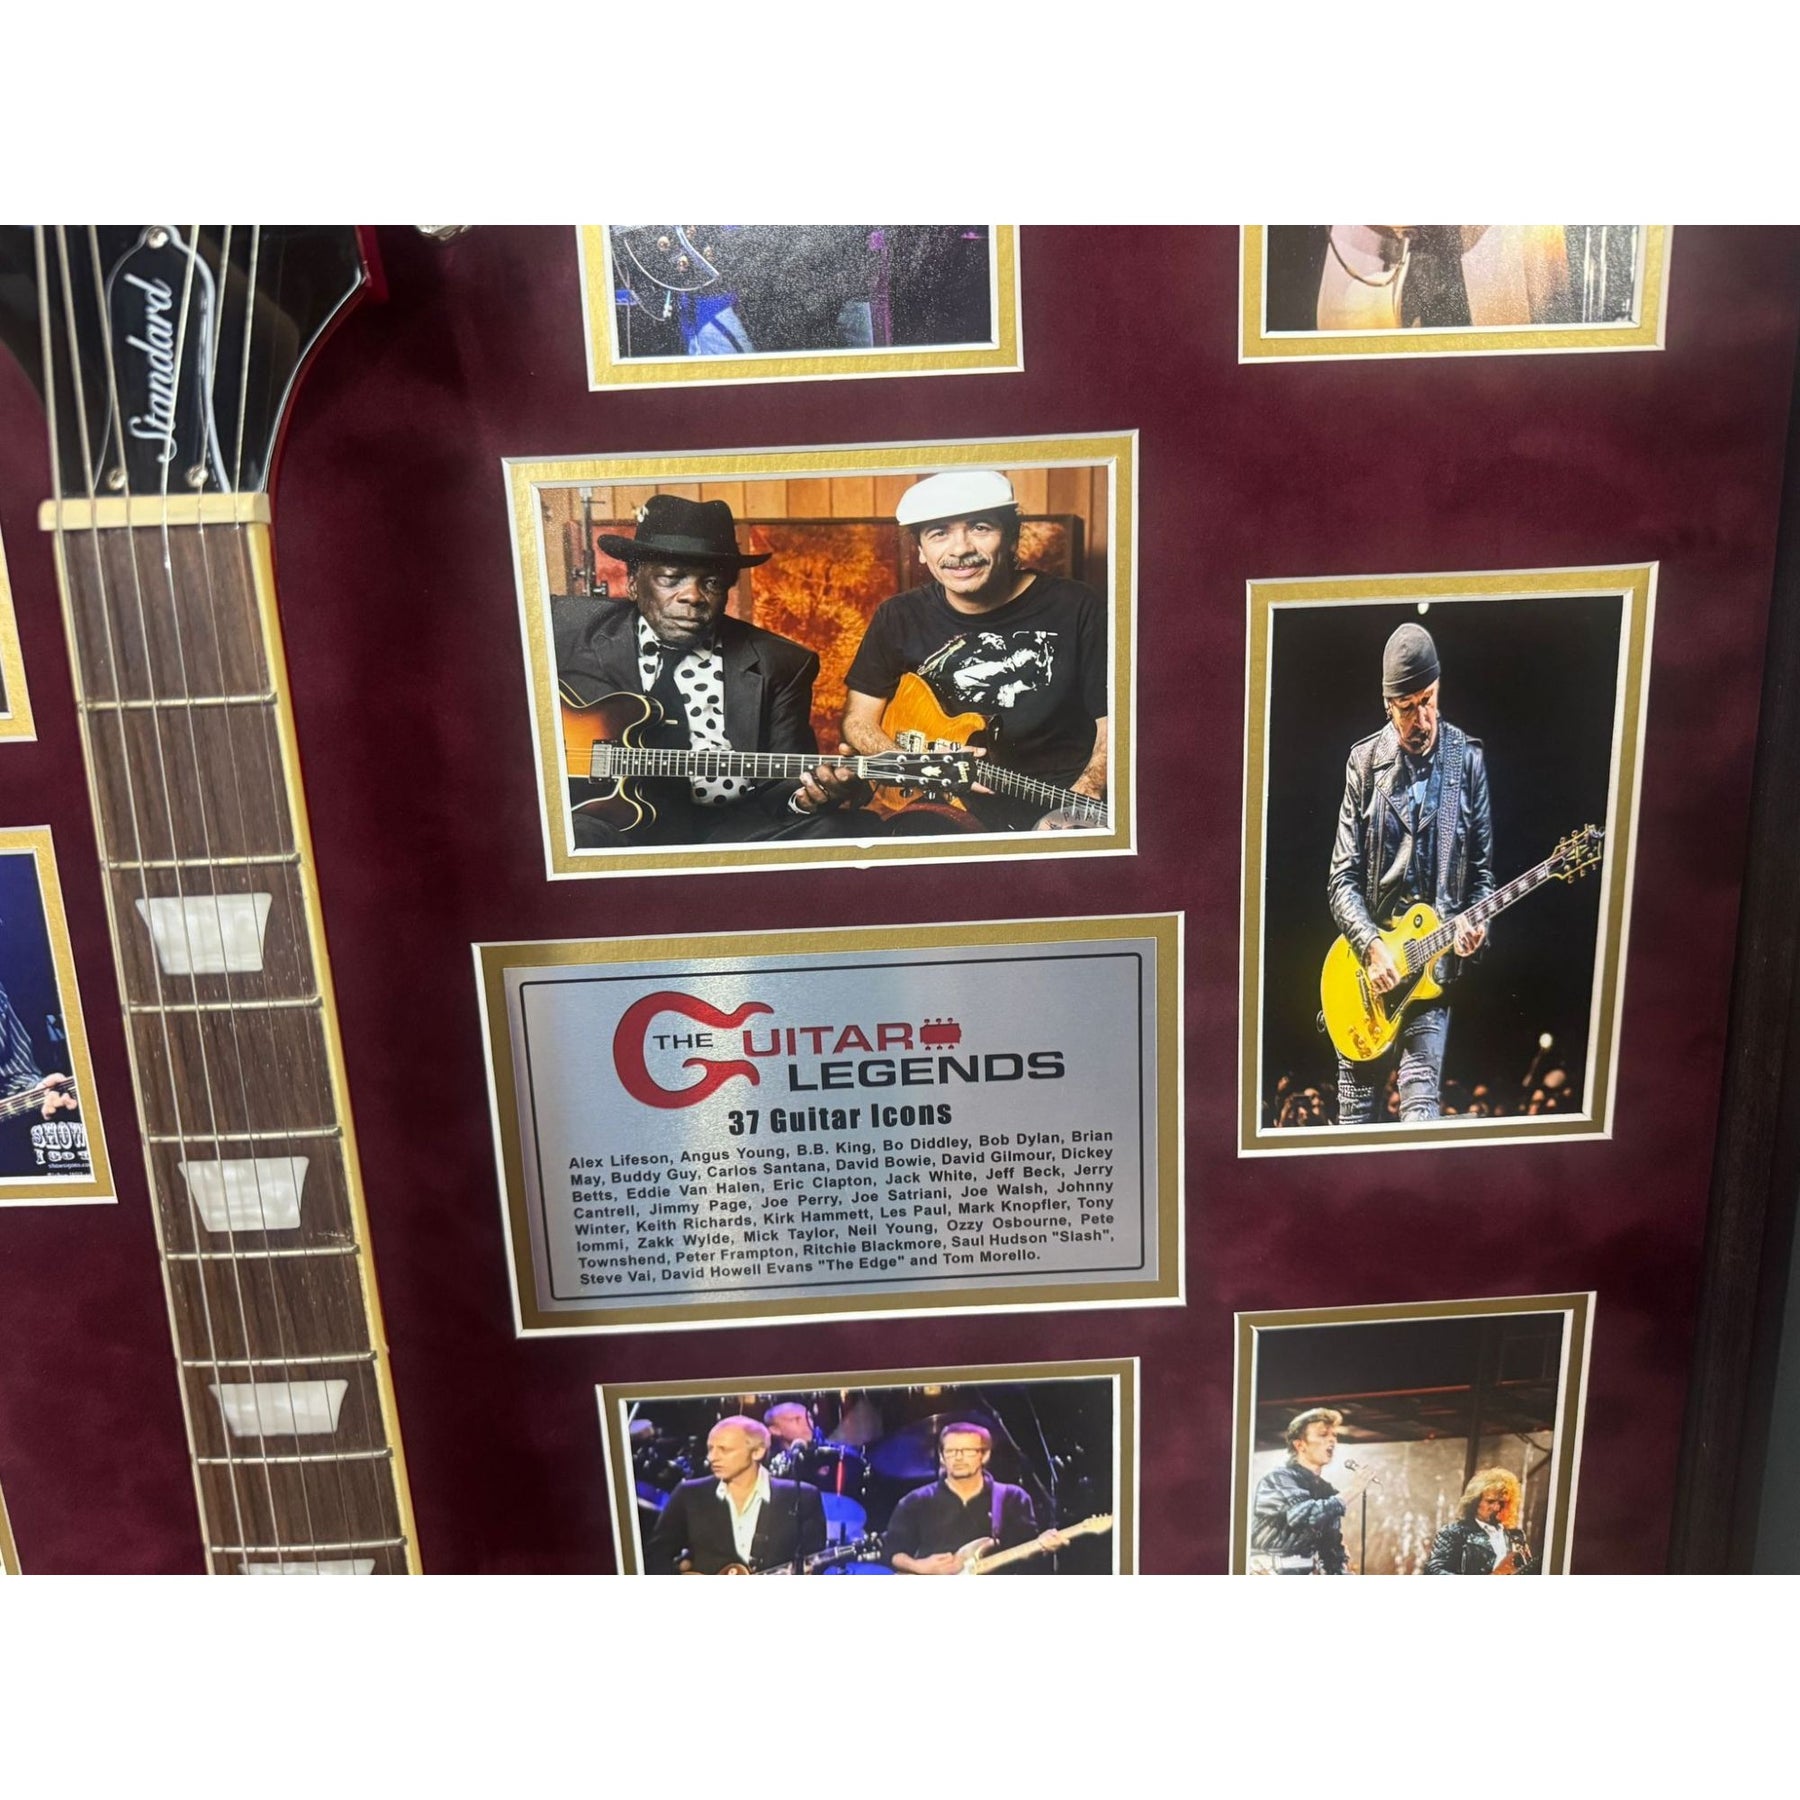 Standard
Gibson
PAPA
THE GUITAR
LEGENDS
37 Guitar Icons
Alex Lifeson, Angus Young, B.B. King, Bo Diddley, Bob Dylan, Brian
May, Buddy Guy, Carlos Santana, David Bowie, David Gilmour, Dickey
Betts, Eddie Van Halen, Eric Clapton, Jack White, Jeff Beck, Jerry
Cantrell, Jimmy Page, Joe Perry, Joe Satriani, Joe Walsh, Johnny
Winter, Keith Richards, Kirk Hammett, Les Paul, Mark Knopfler, Tony
Iommi, Zakk Wylde, Mick Taylor, Neil Young, Ozzy Osbourne, Pete
Townshend, Peter Frampton, Ritchie Blackmore, Saul Hudson "Slash",
Steve Vai, David Howell Evans "The Edge" and Tom Morello.
SHOW
I GO